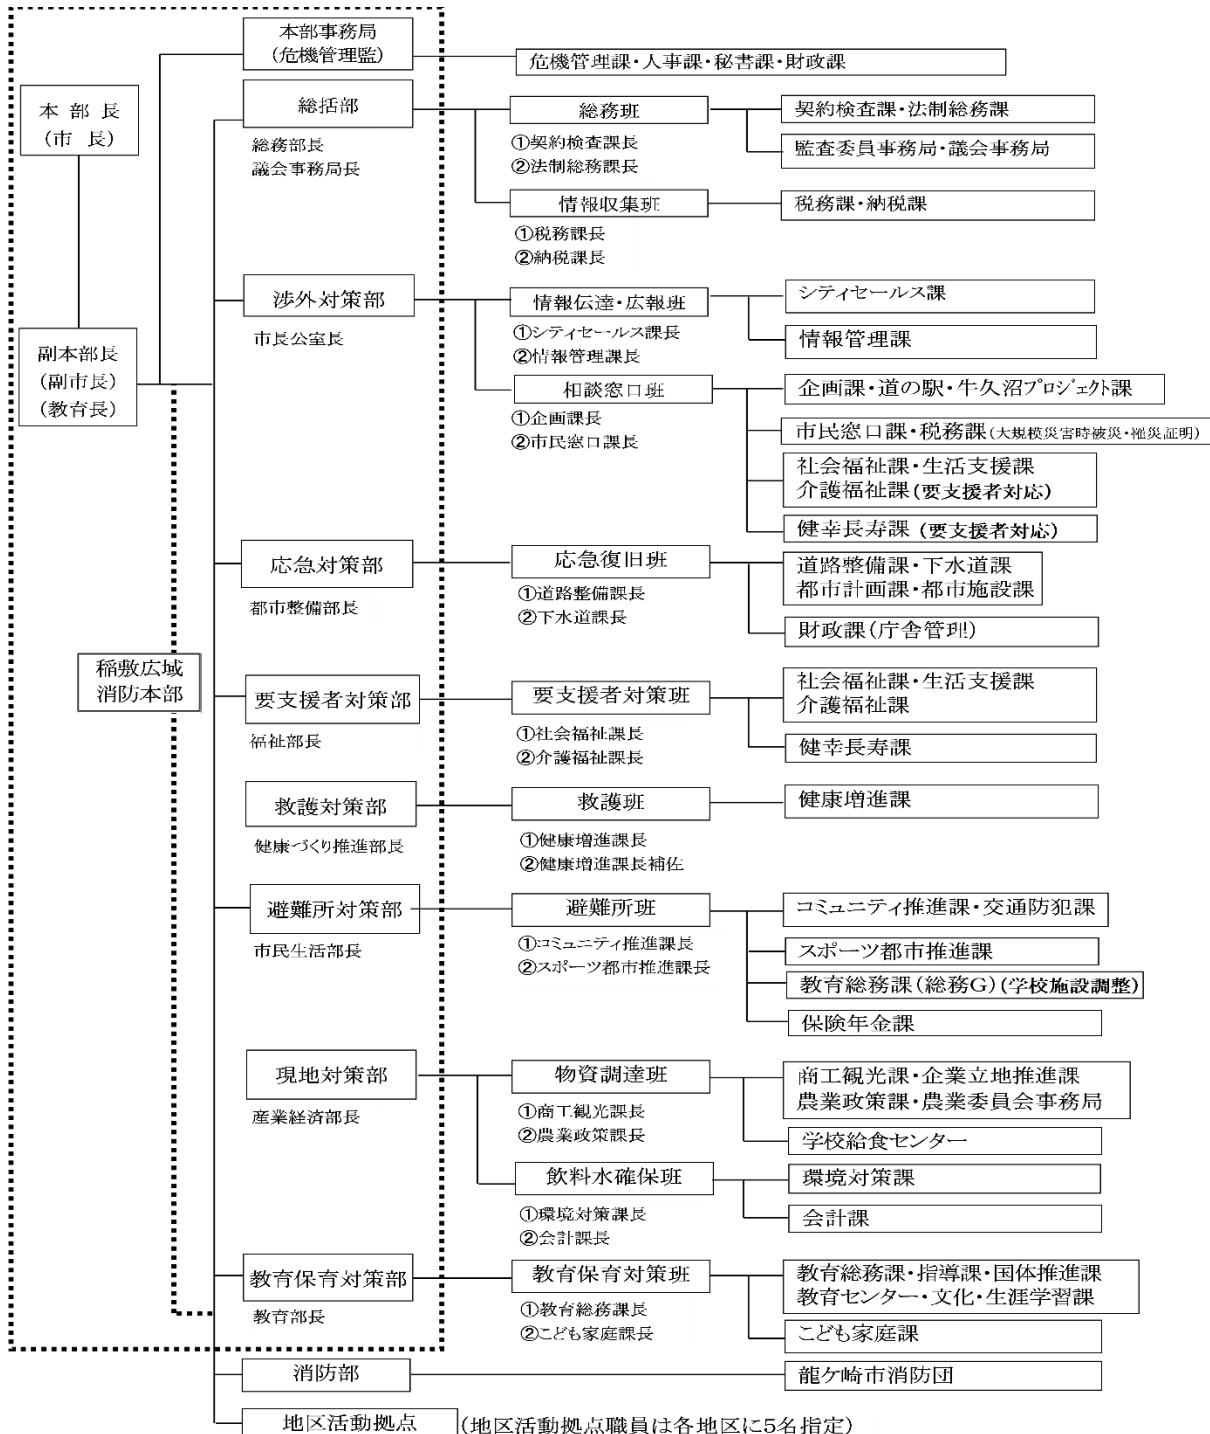 本部事務局
(危機管理監)
危機管理課・人事課・秘書課・財政課
本部長
(市長)
総括部
総務部長
議会事務局長
総務班
①契約検査課長
②法制総務課長
契約検査課・法制総務課
監査委員事務局・議会事務局
情報収集班
①税務課長
②納税課長
税務課・納税課
副本部長
(副市長)
(教育長)
渉外対策部
市長公室長
情報伝達・広報班
①シティセールス課長
②情報管理課長
シティセールス課
情報管理課
相談窓口班
①企画課長
②市民窓口課長
企画課・道の駅・牛久沼プロジェクト課
市民窓口課・税務課(大規模災害時被災・罹災証明)
社会福祉課・生活支援課
介護福祉課(要支援者対応)
健幸長寿課(要支援者対応)
応急対策部
都市整備部長
応急復旧班
①道路整備課長
②下水道課長
道路整備課・下水道課
都市計画課・都市施設課
財政課(庁舎管理)
稲敷広域
消防本部
要支援者対策部
福祉部長
要支援者対策班
①社会福祉課長
②介護福祉課長
社会福祉課・生活支援課
介護福祉課
健幸長寿課
救護対策部
健康づくり推進部長
救護班
①健康増進課長
②健康増進課長補佐
健康増進課
避難所対策部
市民生活部長
避難所班
①コミュニティ推進課長
②スポーツ都市推進課長
コミュニティ推進課・交通防犯課
スポーツ都市推進課
教育総務課(総務G)(学校施設調整)
保険年金課
現地対策部
産業経済部長
物資調達班
①商工観光課長
②農業政策課長
商工観光課・企業立地推進課
農業政策課・農業委員会事務局
学校給食センター
飲料水確保班
①環境対策課長
②会計課長
環境対策課
会計課
教育保育対策部
教育部長
教育保育対策班
①教育総務課長
②こども家庭課長
教育総務課・指導課・国体推進課
教育センター・文化・生涯学習課
こども家庭課
消防部
龍ケ崎市消防団
地区活動拠点
(地区活動拠点職員は各地区に5名指定)